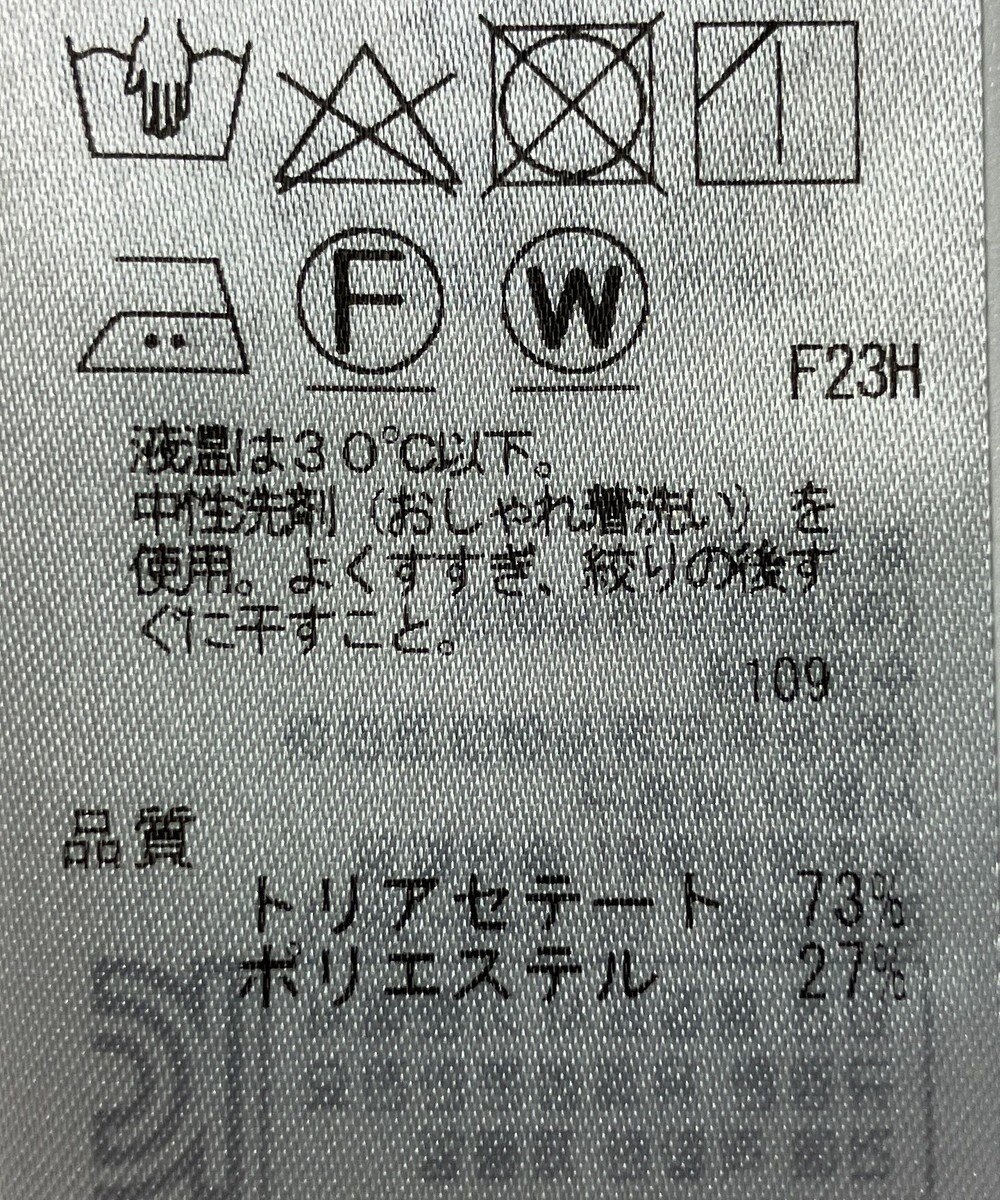 F
W
F23H
液温は30℃以下。
中性洗剤(おしゃれ着洗い)を
使用。よくすすぎ、絞りの後す
ぐに干すこと。
109
品質
トリアセテート 73%
ポリエステル 27%